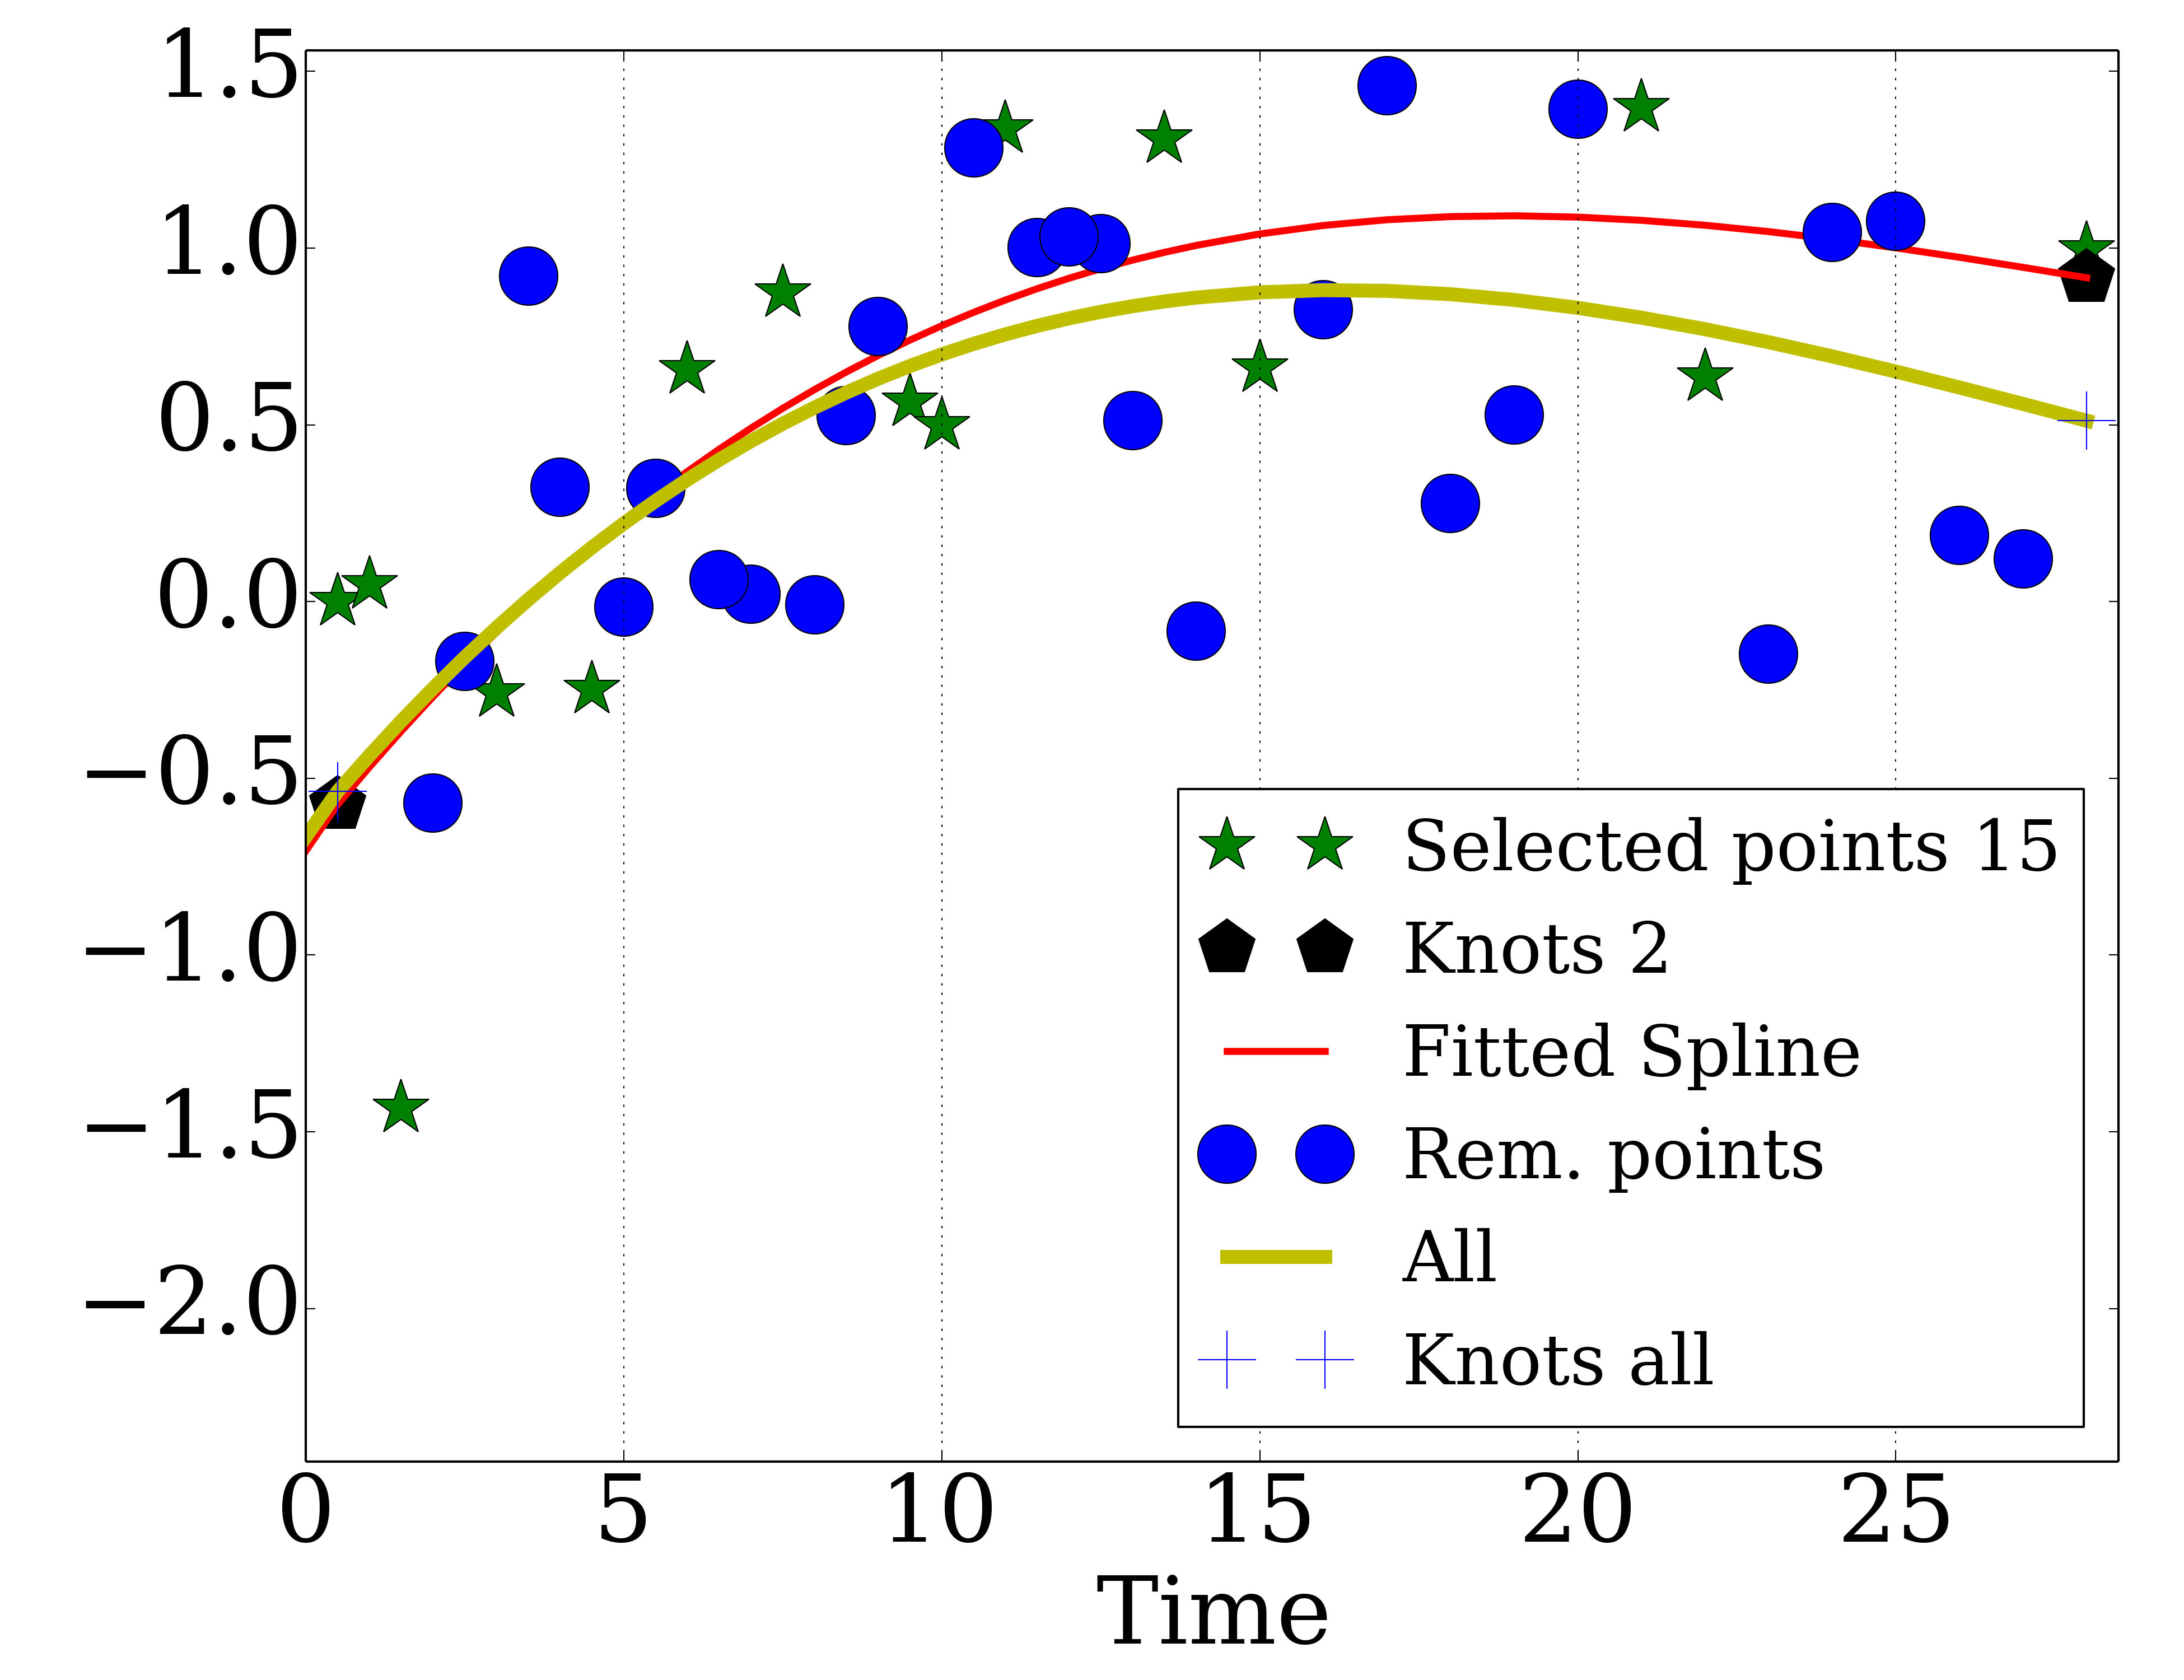 1.5
1.0
0.5
0.0
−0.5
−1.0
−1.5
−2.0
0 5 10 15 20 25
Time
Selected points 15
Knots 2
Fitted Spline
Rem. points
All
Knots all